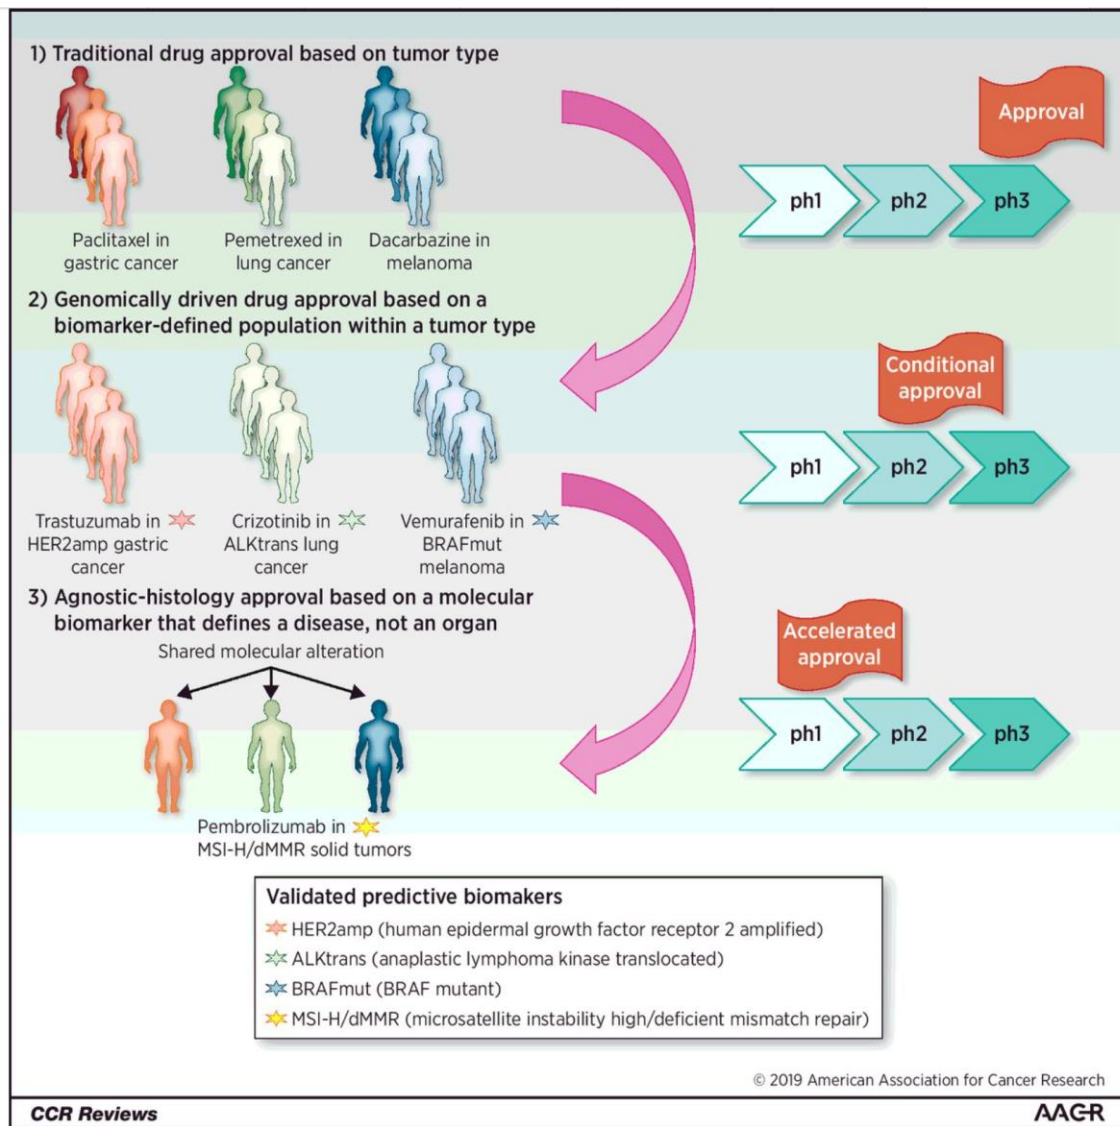 1) Traditional drug approval based on tumor type
Approval
ph1 ph2 ph3
Paclitaxel in
gastric cancer
Pemetrexed in
lung cancer
Dacarbazine in
melanoma
2) Genomically driven drug approval based on a
biomarker-defined population within a tumor type
Conditional
approval
ph1 ph2 ph3
Trastuzumab in
HER2amp gastric
cancer
Crizotinib in
ALKtrans lung
cancer
Vemurafenib in
BRAFmut
melanoma
3) Agnostic-histology approval based on a molecular
biomarker that defines a disease, not an organ
Shared molecular alteration
Accelerated
approval
ph1 ph2 ph3
Pembrolizumab in
MSI-H/dMMR solid tumors
Validated predictive biomakers
HER2amp (human epidermal growth factor receptor 2 amplified)
ALKtrans (anaplastic lymphoma kinase translocated)
BRAFmut (BRAF mutant)
MSI-H/dMMR (microsatellite instability high/deficient mismatch repair)
© 2019 American Association for Cancer Research
CCR Reviews
AACR